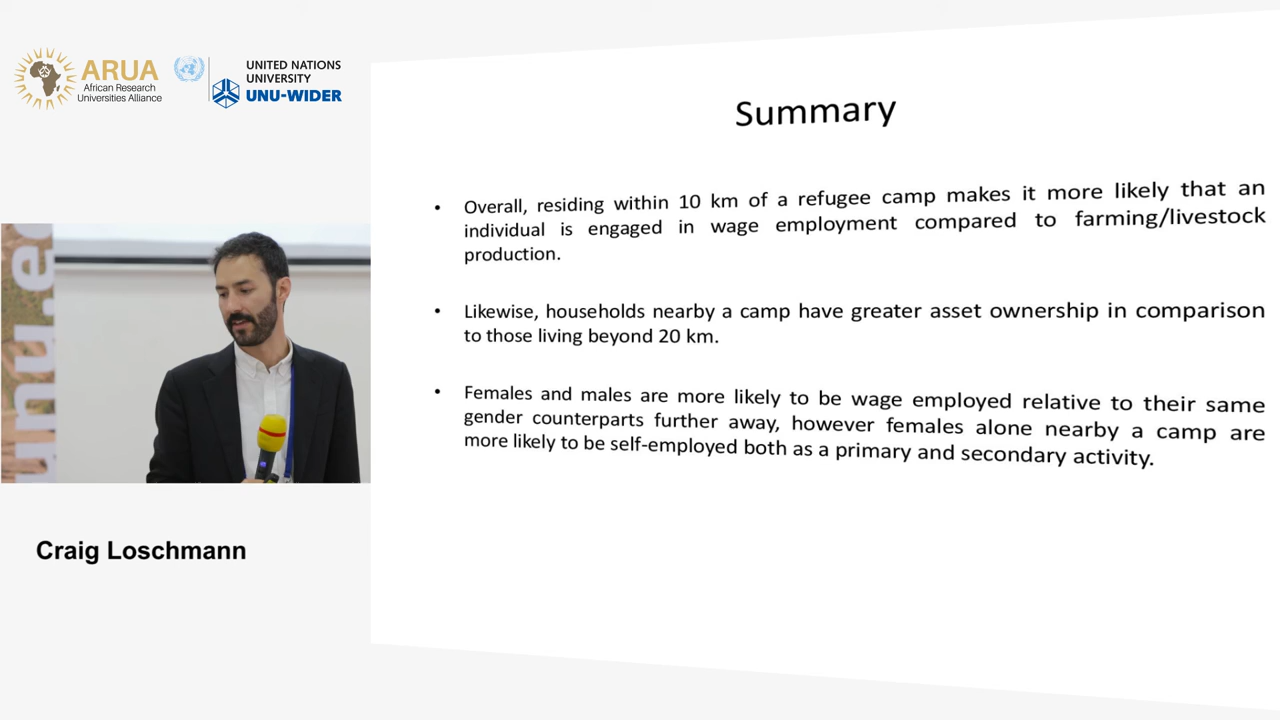 ARUA
African Research
Universities Alliance
UNITED NATIONS
UNIVERSITY
UNU-WIDER
Summary
• Overall, residing within 10 km of a refugee camp makes it more likely that an
individual is engaged in wage employment compared to farming/livestock
production.
• Likewise, households nearby a camp have greater asset ownership in comparison
to those living beyond 20 km.
• Females and males are more likely to be wage employed relative to their same
gender counterparts further away, however females alone nearby a camp are
more likely to be self-employed both as a primary and secondary activity.
unu.e
Craig Loschmann